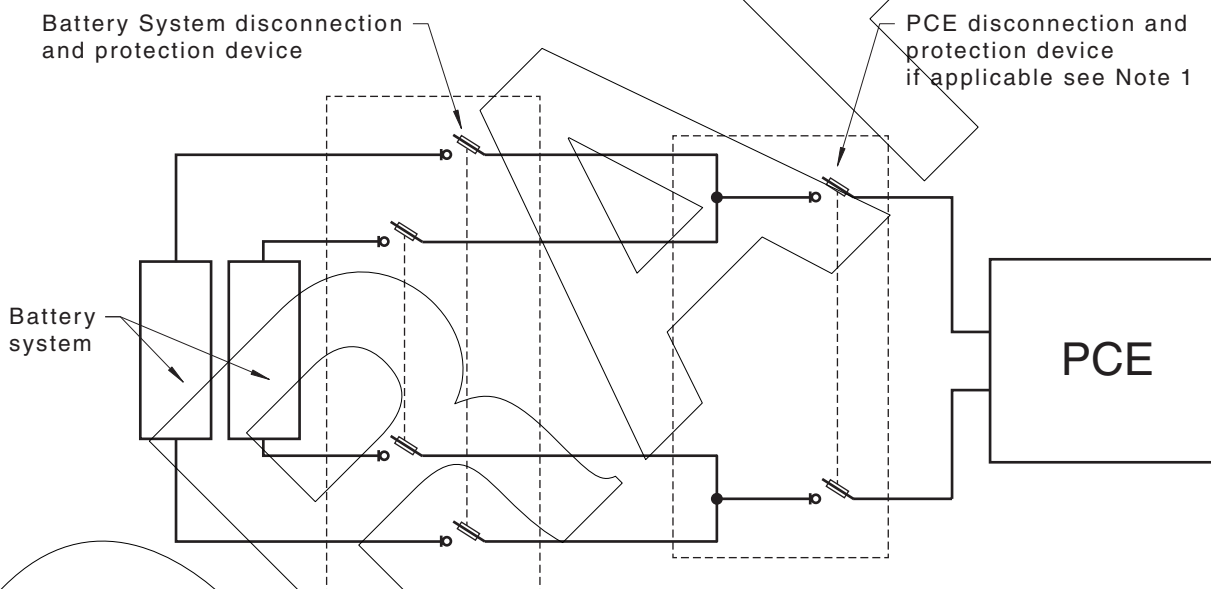 Battery System disconnection
and protection device
PCE disconnection and
protection device
if applicable see Note 1
Battery
system
PCE